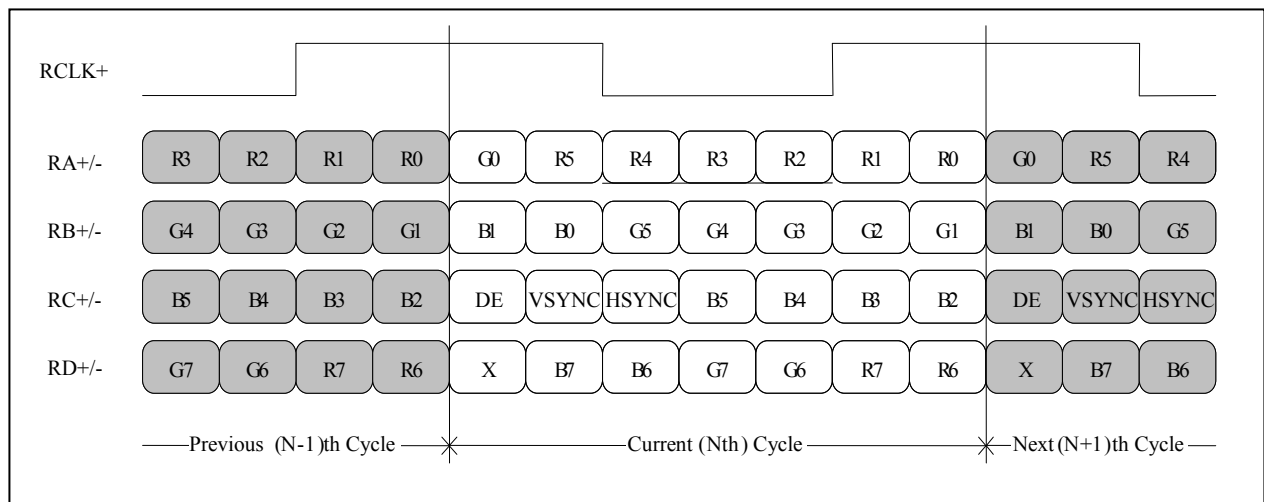 RCLK+
RA+/- R3 R2 R1 R0 G0 R5 R4 R3 R2 R1 R0 G0 R5 R4
RB+/- G4 G3 G2 G1 B1 B0 G5 G4 G3 G2 G1 B1 B0 G5
RC+/- B5 B4 B3 B2 DE VSYNC HSYNC B5 B4 B3 B2 DE VSYNC HSYNC
RD+/- G7 G6 R7 R6 X B7 B6 G7 G6 R7 R6 X B7 B6
Previous (N-1)th Cycle Current (Nth) Cycle Next (N+1)th Cycle